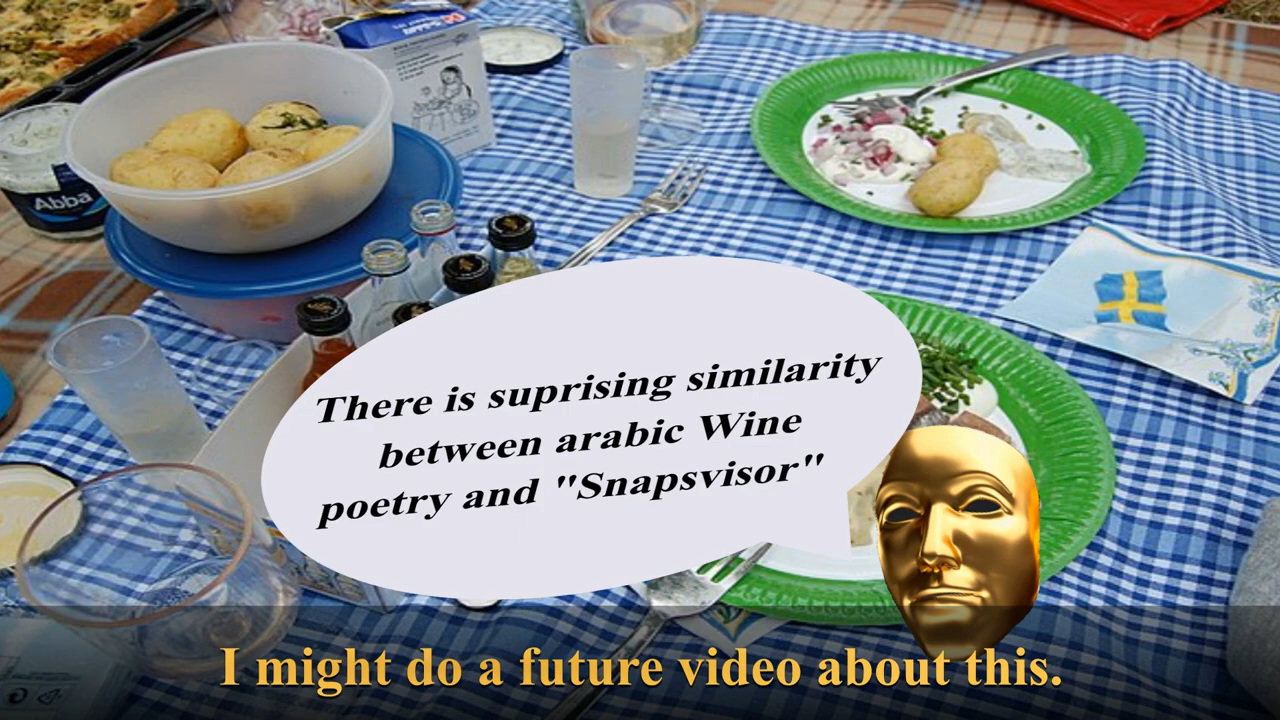 Abba
There is suprising similarity
between arabic Wine
poetry and "Snapsvisor"
I might do a future video about this.